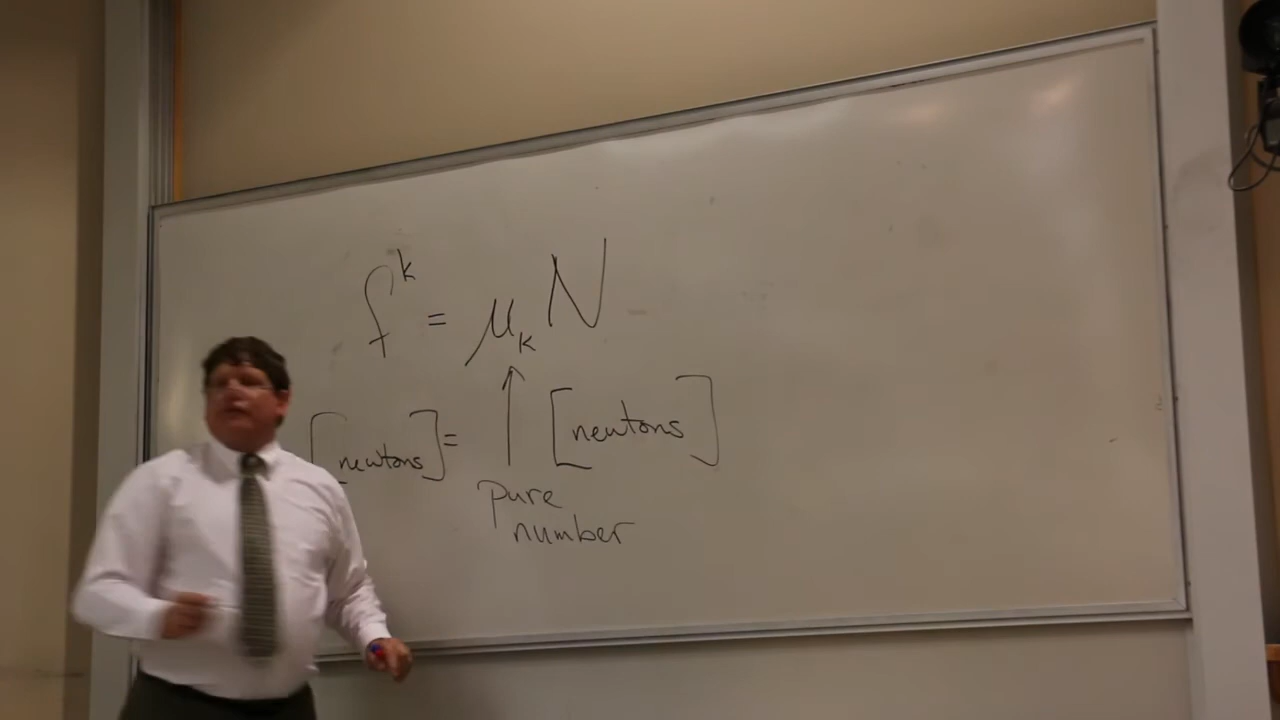 f^k = μ_k N
[newtons] = ↑ [newtons]
pure
number